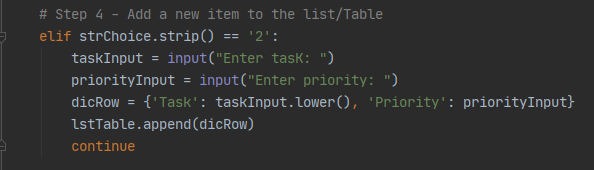 # Step 4 - Add a new item to the list/Table
elif strChoice.strip() == '2':
taskInput = input("Enter tasK: ")
priorityInput = input("Enter priority: ")
dicRow = {'Task': taskInput.lower(), 'Priority': priorityInput}
lstTable.append(dicRow)
continue